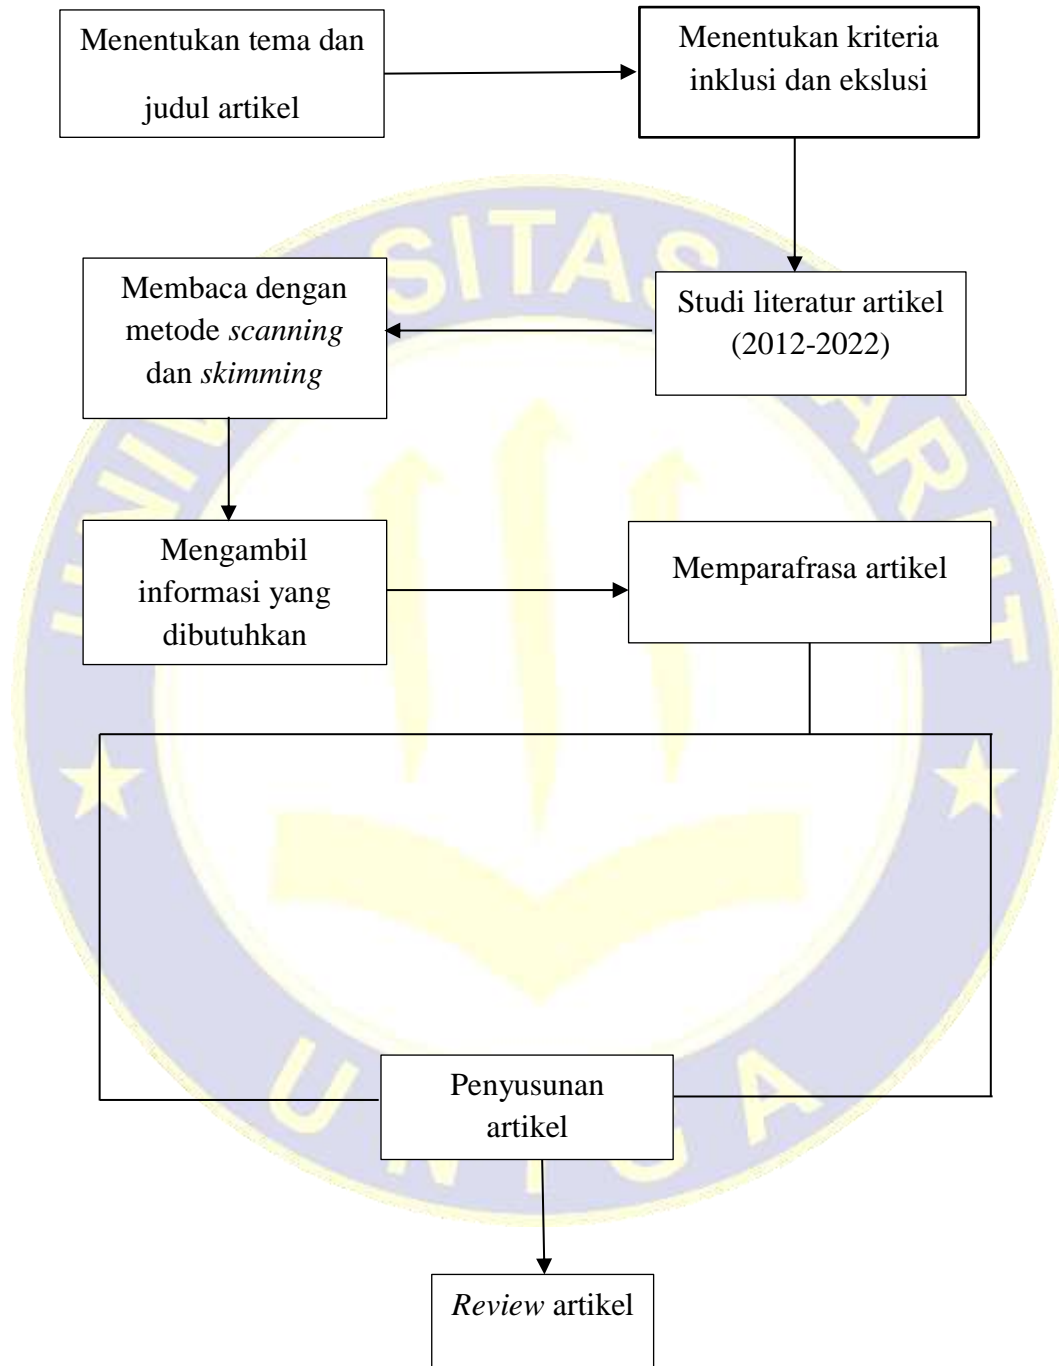 Menentukan tema dan
judul artikel
Menentukan kriteria
inklusi dan ekslusi
Studi literatur artikel
(2012-2022)
Membaca dengan
metode scanning
dan skimming
Mengambil
informasi yang
dibutuhkan
Memparafrasa artikel
Penyusunan
artikel
Review artikel
SITAS